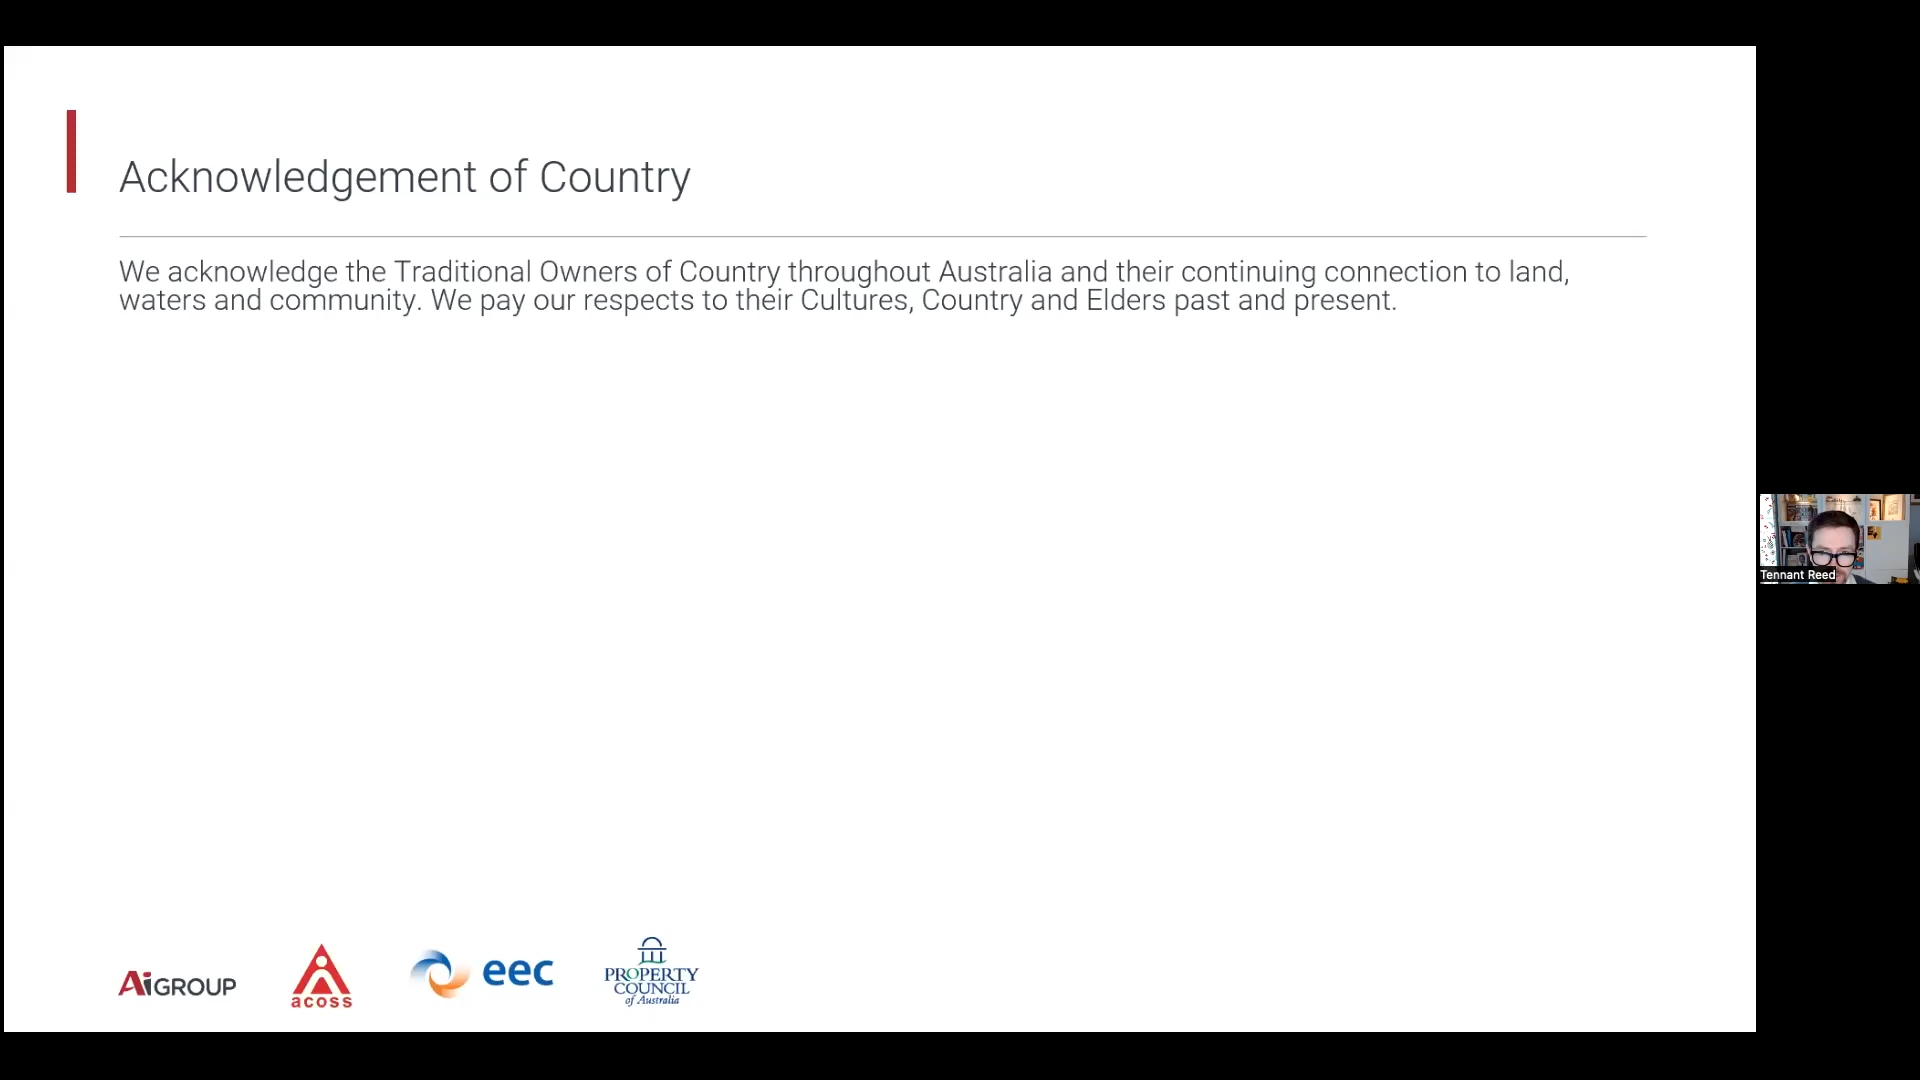 Acknowledgement of Country
We acknowledge the Traditional Owners of Country throughout Australia and their continuing connection to land,
waters and community. We pay our respects to their Cultures, Country and Elders past and present.
Tennant Reed
Ai GROUP
acoss
eec
PROPERTY
COUNCIL
of Australia